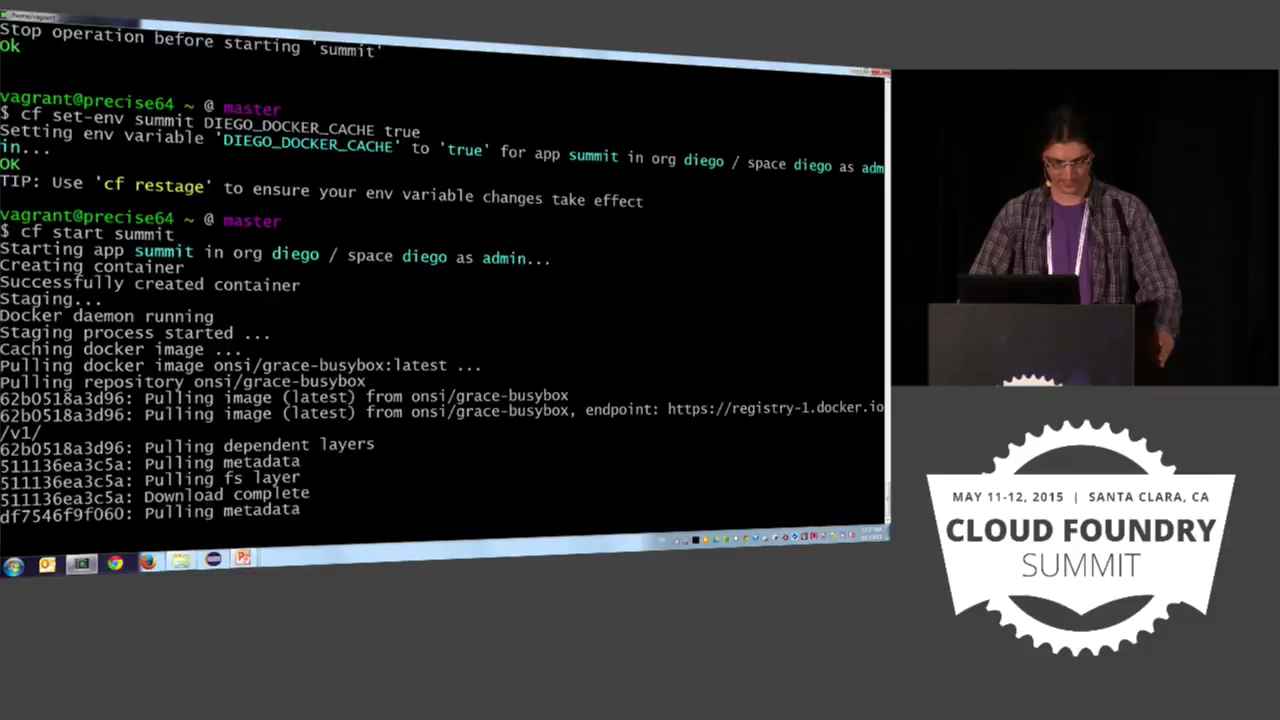 /home/vagrant
Stop operation before starting 'summit'
Ok
vagrant@precise64 ~ @ master
$ cf set-env summit DIEGO_DOCKER_CACHE true
Setting env variable 'DIEGO_DOCKER_CACHE' to 'true' for app summit in org diego / space diego as adm
in...
OK
TIP: Use 'cf restage' to ensure your env variable changes take effect
vagrant@precise64 ~ @ master
$ cf start summit
Starting app summit in org diego / space diego as admin...
Creating container
Successfully created container
Staging...
Docker daemon running
Staging process started ...
Caching docker image ...
Pulling docker image onsi/grace-busybox:latest ...
Pulling repository onsi/grace-busybox
62b0518a3d96: Pulling image (latest) from onsi/grace-busybox
62b0518a3d96: Pulling image (latest) from onsi/grace-busybox, endpoint: https://registry-1.docker.io
/v1/
62b0518a3d96: Pulling dependent layers
511136ea3c5a: Pulling metadata
511136ea3c5a: Pulling fs layer
511136ea3c5a: Download complete
df7546f9f060: Pulling metadata
MAY 11-12, 2015 | SANTA CLARA, CA
CLOUD FOUNDRY
SUMMIT